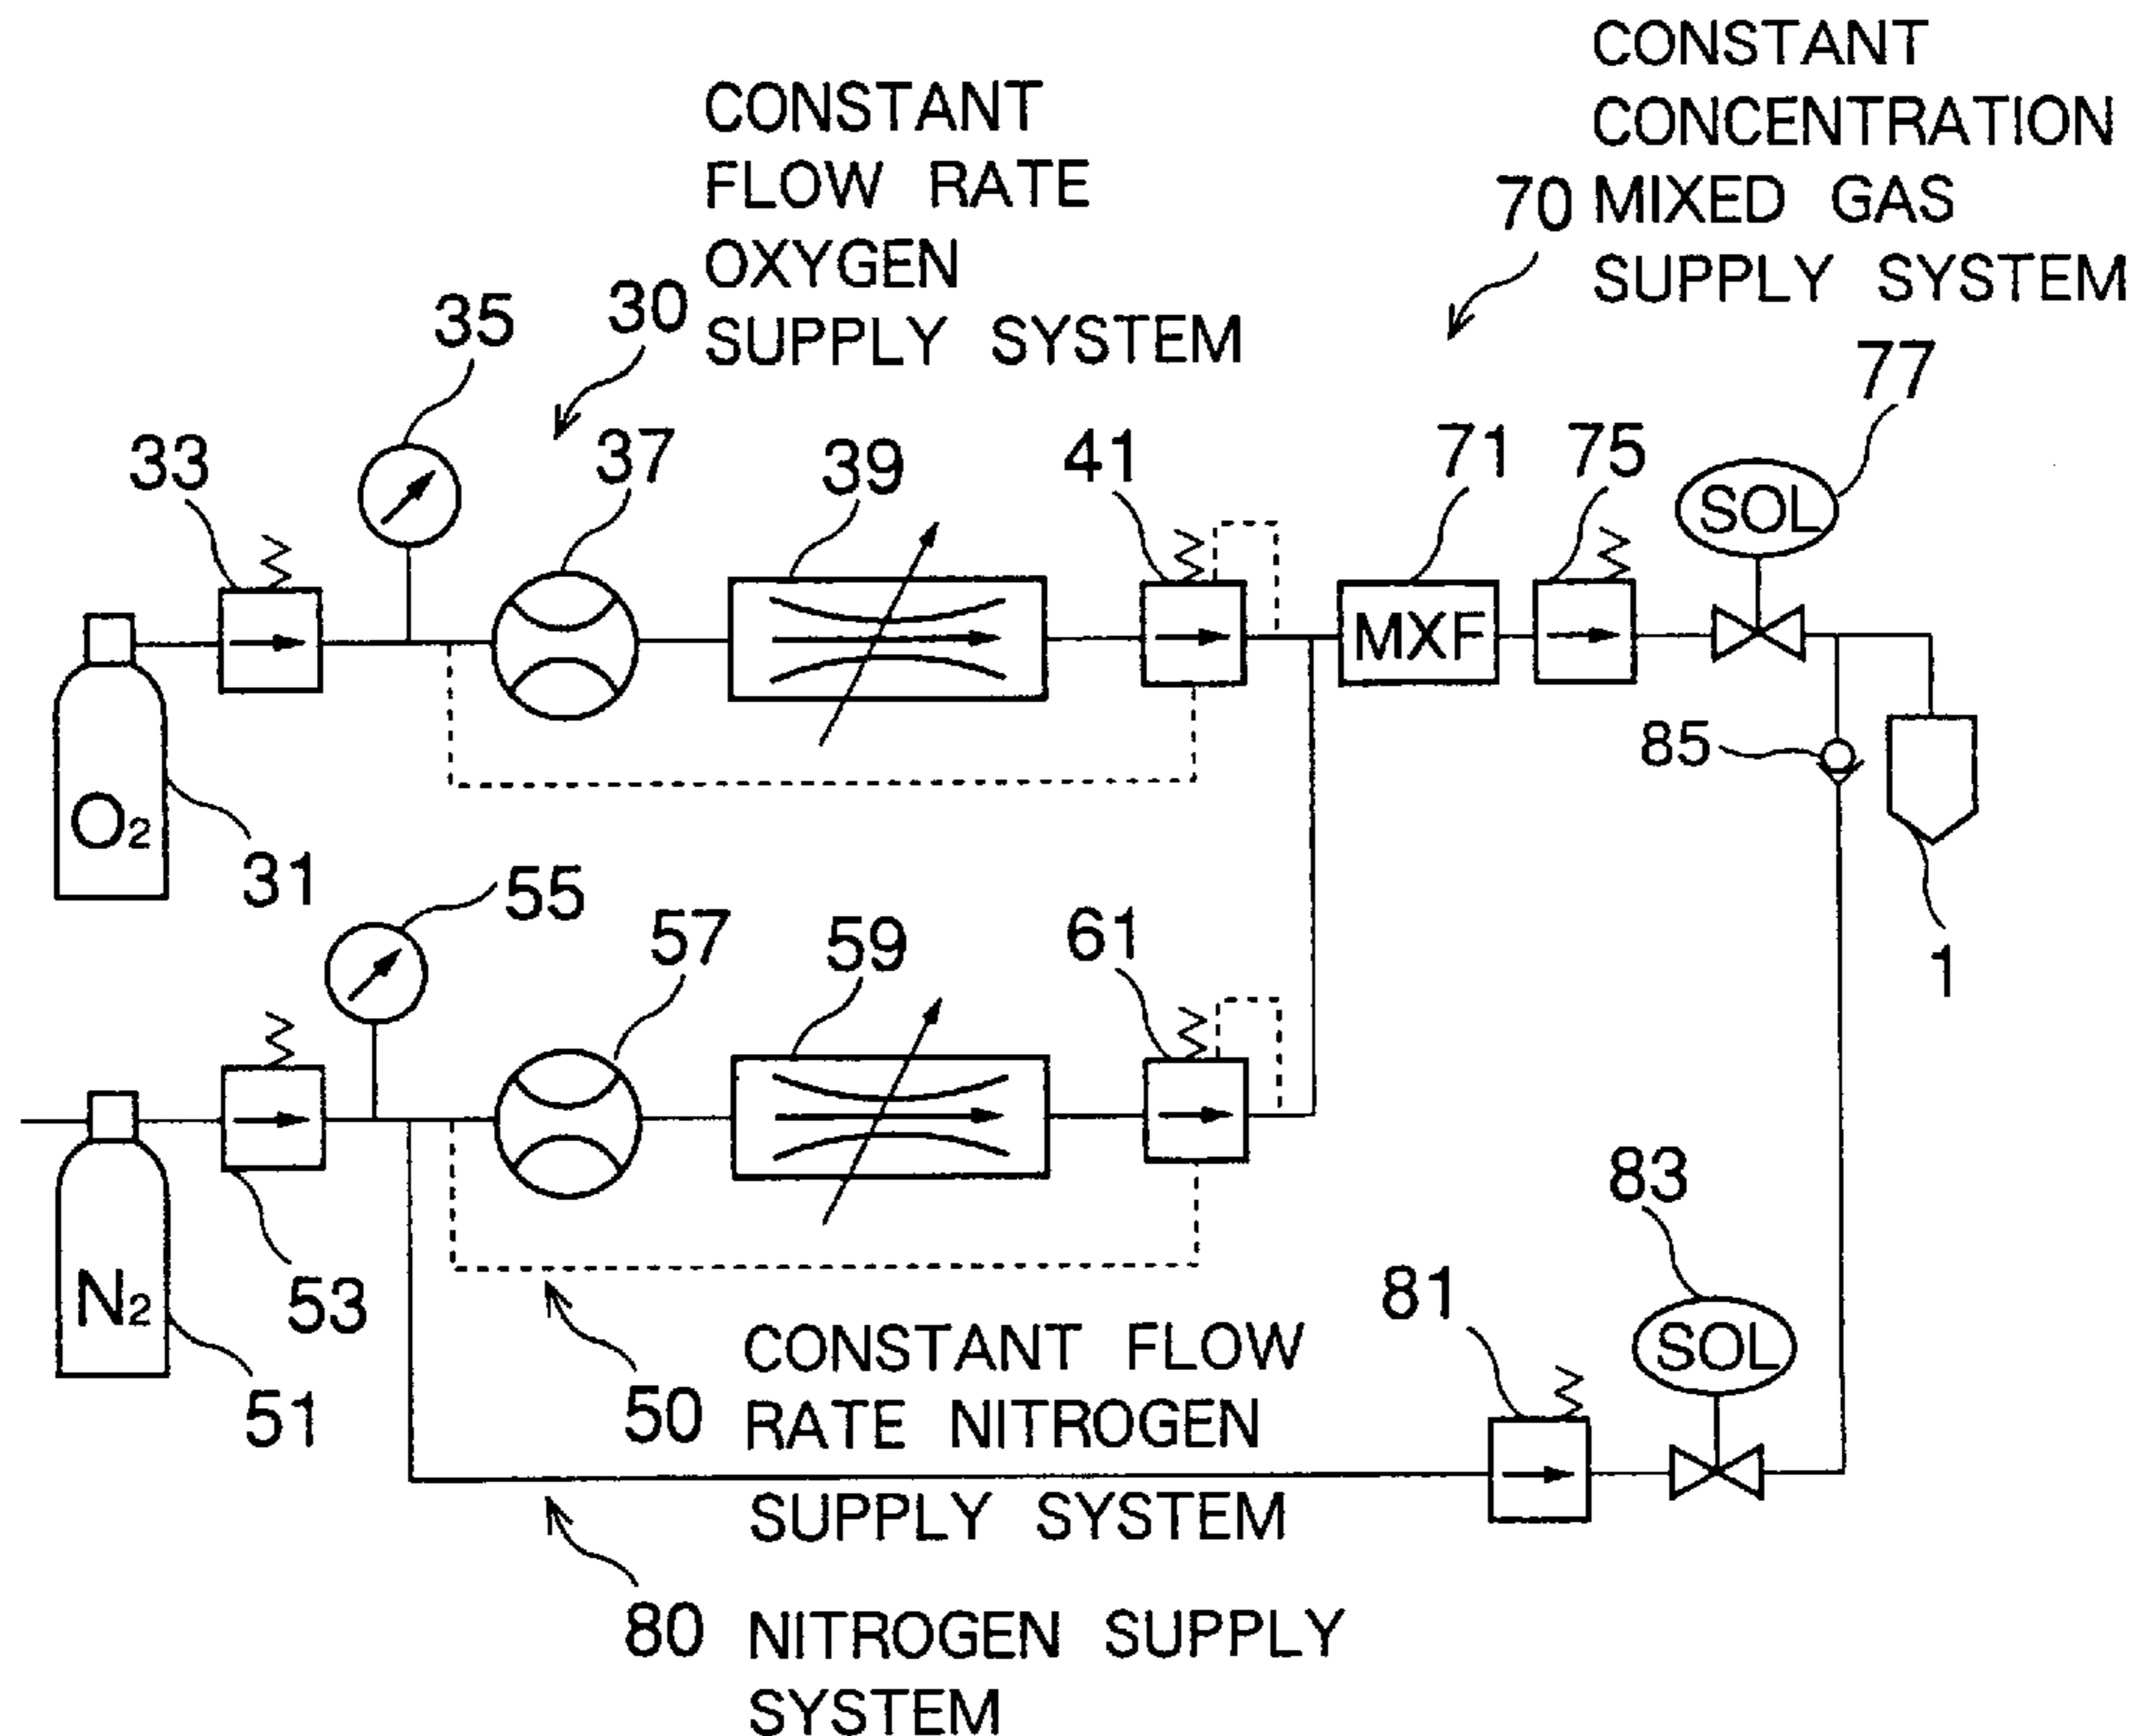 CONSTANT
CONCENTRATION
70 MIXED GAS
SUPPLY SYSTEM
CONSTANT
FLOW RATE
OXYGEN
30
SUPPLY SYSTEM
35
77
33
37
39
41
71
75
SOL
MXF
85
O2
31
1
55
57
59
61
N2
53
51
83
81
SOL
CONSTANT FLOW
50 RATE NITROGEN
SUPPLY SYSTEM
80 NITROGEN SUPPLY
SYSTEM